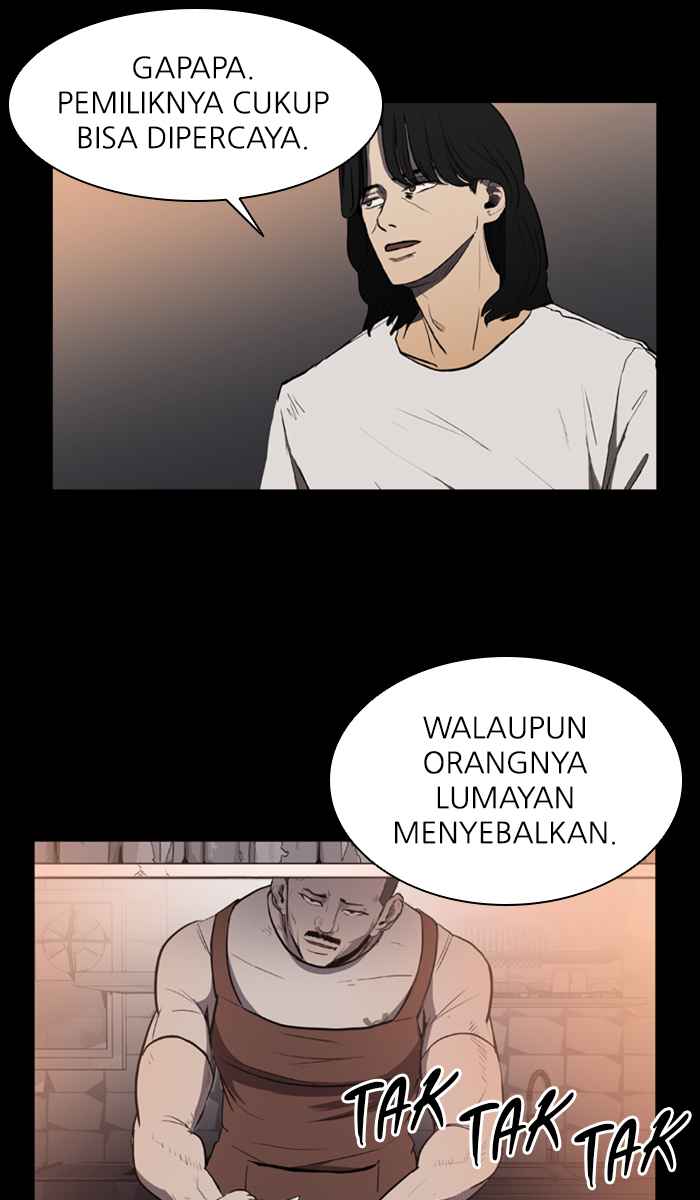 GAPAPA.
PEMILIKNYA CUKUP
BISA DIPERCAYA.
WALAUPUN
ORANGNYA
LUMAYAN
MENYEBALKAN.
TAK TAK TAK